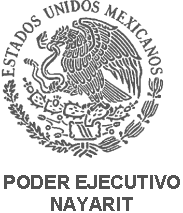 ESTADOS UNIDOS MEXICANOS
PODER EJECUTIVO
NAYARIT